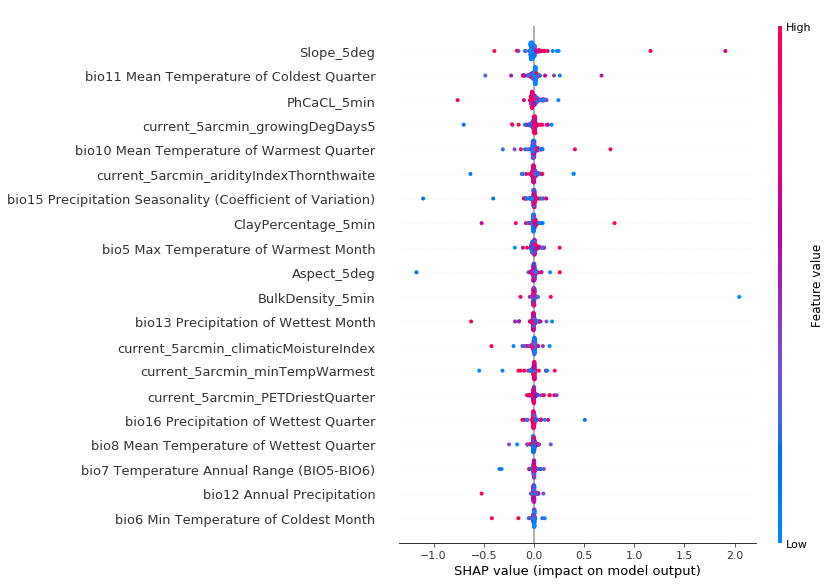 High
Slope_5deg
bio11 Mean Temperature of Coldest Quarter
PhCaCL_5min
current_5arcmin_growingDegDays5
bio10 Mean Temperature of Warmest Quarter
current_5arcmin_aridityIndexThornthwaite
bio15 Precipitation Seasonality (Coefficient of Variation)
ClayPercentage_5min
bio5 Max Temperature of Warmest Month
Aspect_5deg
BulkDensity_5min
bio13 Precipitation of Wettest Month
current_5arcmin_climaticMoistureIndex
current_5arcmin_minTempWarmest
current_5arcmin_PETDriestQuarter
bio16 Precipitation of Wettest Quarter
bio8 Mean Temperature of Wettest Quarter
bio7 Temperature Annual Range (BIO5-BIO6)
bio12 Annual Precipitation
bio6 Min Temperature of Coldest Month
Feature value
Low
−1.0 −0.5 0.0 0.5 1.0 1.5 2.0
SHAP value (impact on model output)